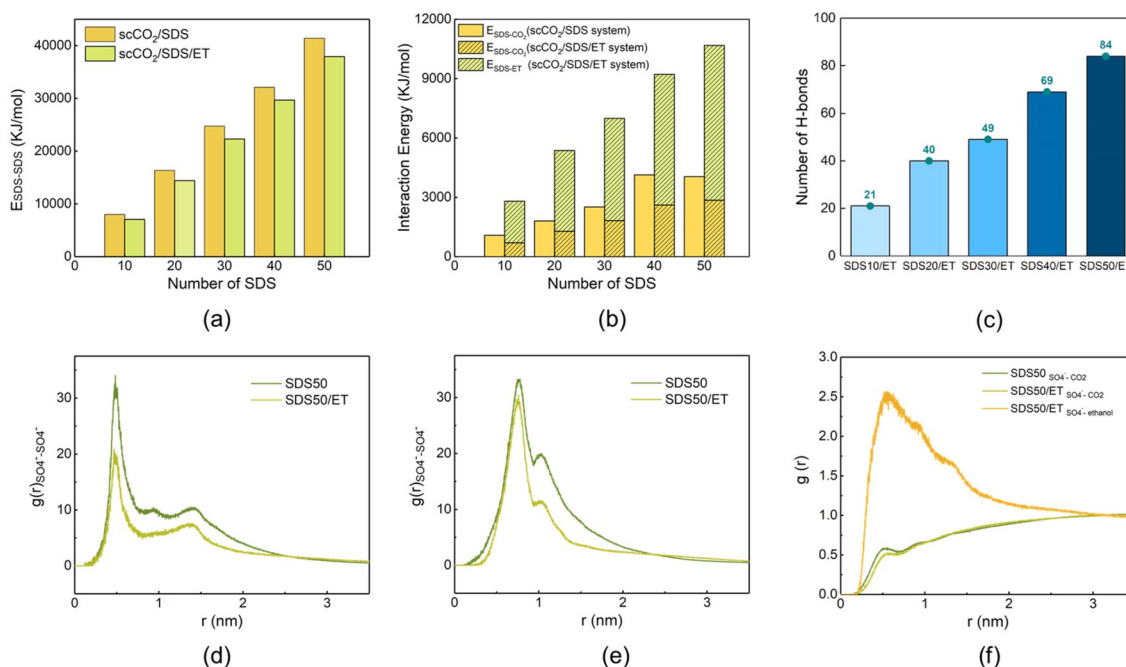 scCO2/SDS
scCO2/SDS/ET
ESDS-SDS (KJ/mol)
40000
30000
20000
10000
0
10 20 30 40 50
Number of SDS
(a)
ESDS-CO2(scCO2/SDS system)
ESDS-CO2(scCO2/SDS/ET system)
ESDS-ET (scCO2/SDS/ET system)
Interaction Energy (KJ/mol)
12000
9000
6000
3000
0
10 20 30 40 50
Number of SDS
(b)
Number of H-bonds
100
80
60
40
20
0
21
40
49
69
84
SDS10/ET SDS20/ET SDS30/ET SDS40/ET SDS50/E
(c)
SDS50
SDS50/ET
g(r)SO4⁻-SO4⁻
30
20
10
0
0 1 2 3
r (nm)
(d)
SDS50
SDS50/ET
g(r)SO4⁻-SO4⁻
30
20
10
0
0 1 2 3
r (nm)
(e)
SDS50 SO4⁻- CO2
SDS50/ET SO4⁻- CO2
SDS50/ET SO4⁻- ethanol
g (r)
3.0
2.5
2.0
1.5
1.0
0.5
0.0
0 1 2 3
r (nm)
(f)